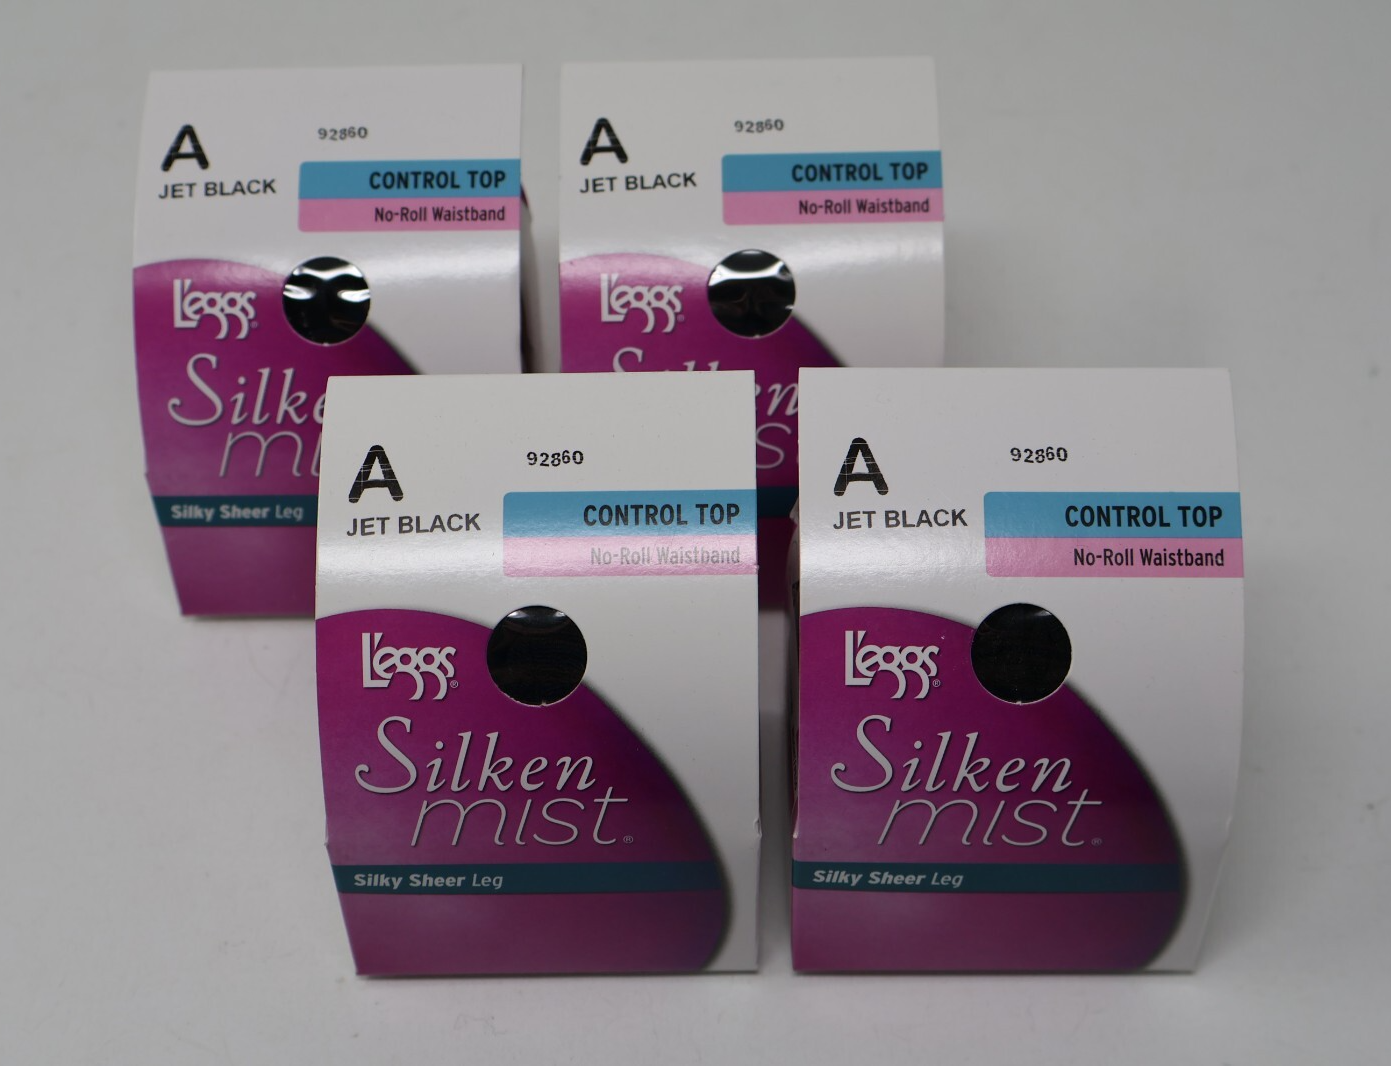 A
92860
JET BLACK
CONTROL TOP
No-Roll Waistband
L'eggs®
Silke
mi
Silky Sheer Leg
A
92860
JET BLACK
CONTROL TOP
No-Roll Waistband
L'eggs
A
92860
JET BLACK
CONTROL TOP
No-Roll Waistband
L'eggs®
Silken
mist®
Silky Sheer Leg
A
92860
JET BLACK
CONTROL TOP
No-Roll Waistband
L'eggs®
Silken
mist®
Silky Sheer Leg